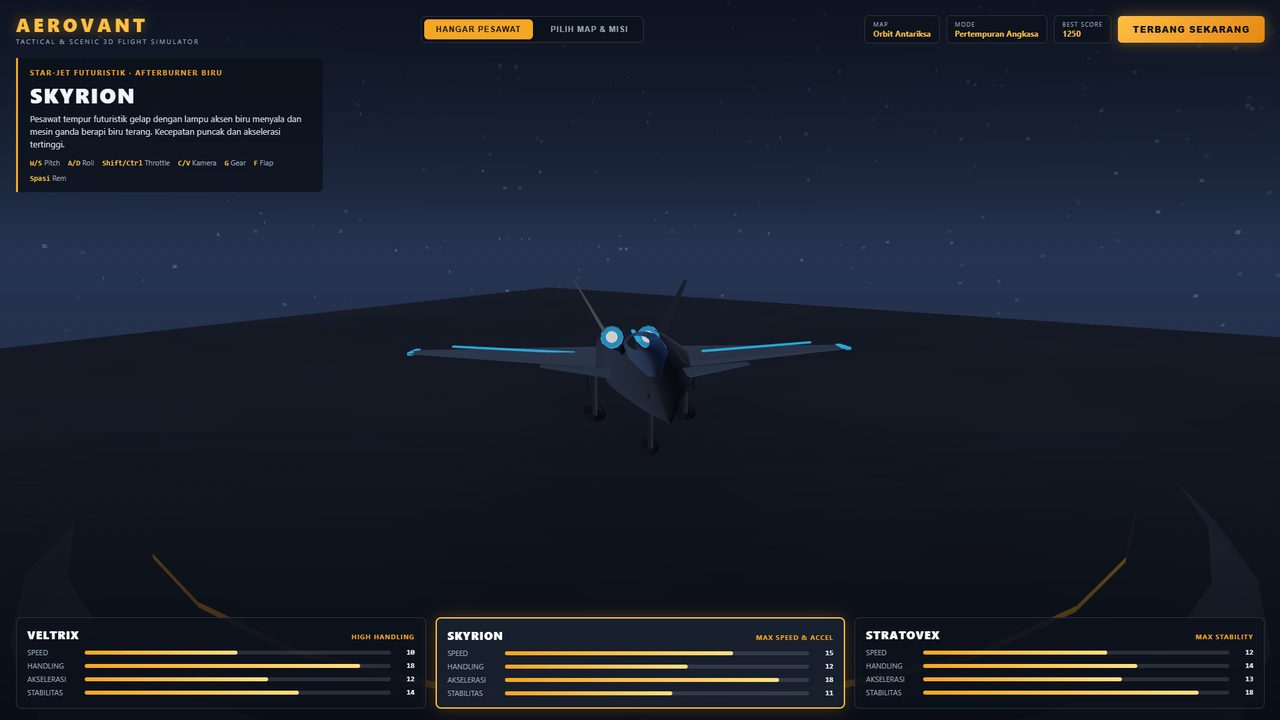 AEROVANT
TACTICAL & SCENIC 3D FLIGHT SIMULATOR
HANGAR PESAWAT
PILIH MAP & MISI
MAP
Orbit Antariksa
MODE
Pertempuran Angkasa
BEST SCORE
1250
TERBANG SEKARANG
STAR-JET FUTURISTIK • AFTERBURNER BIRU
SKYRION
Pesawat tempur futuristik gelap dengan lampu aksen biru menyala dan
mesin ganda berapi biru terang. Kecepatan puncak dan akselerasi
tertinggi.
W/S Pitch A/D Roll Shift/Ctrl Throttle C/V Kamera G Gear F Flap
Spasi Rem
VELTRIX HIGH HANDLING
SPEED 10
HANDLING 18
AKSELERASI 12
STABILITAS 14
SKYRION MAX SPEED & ACCEL
SPEED 15
HANDLING 12
AKSELERASI 18
STABILITAS 11
STRATOVEX MAX STABILITY
SPEED 12
HANDLING 14
AKSELERASI 13
STABILITAS 18